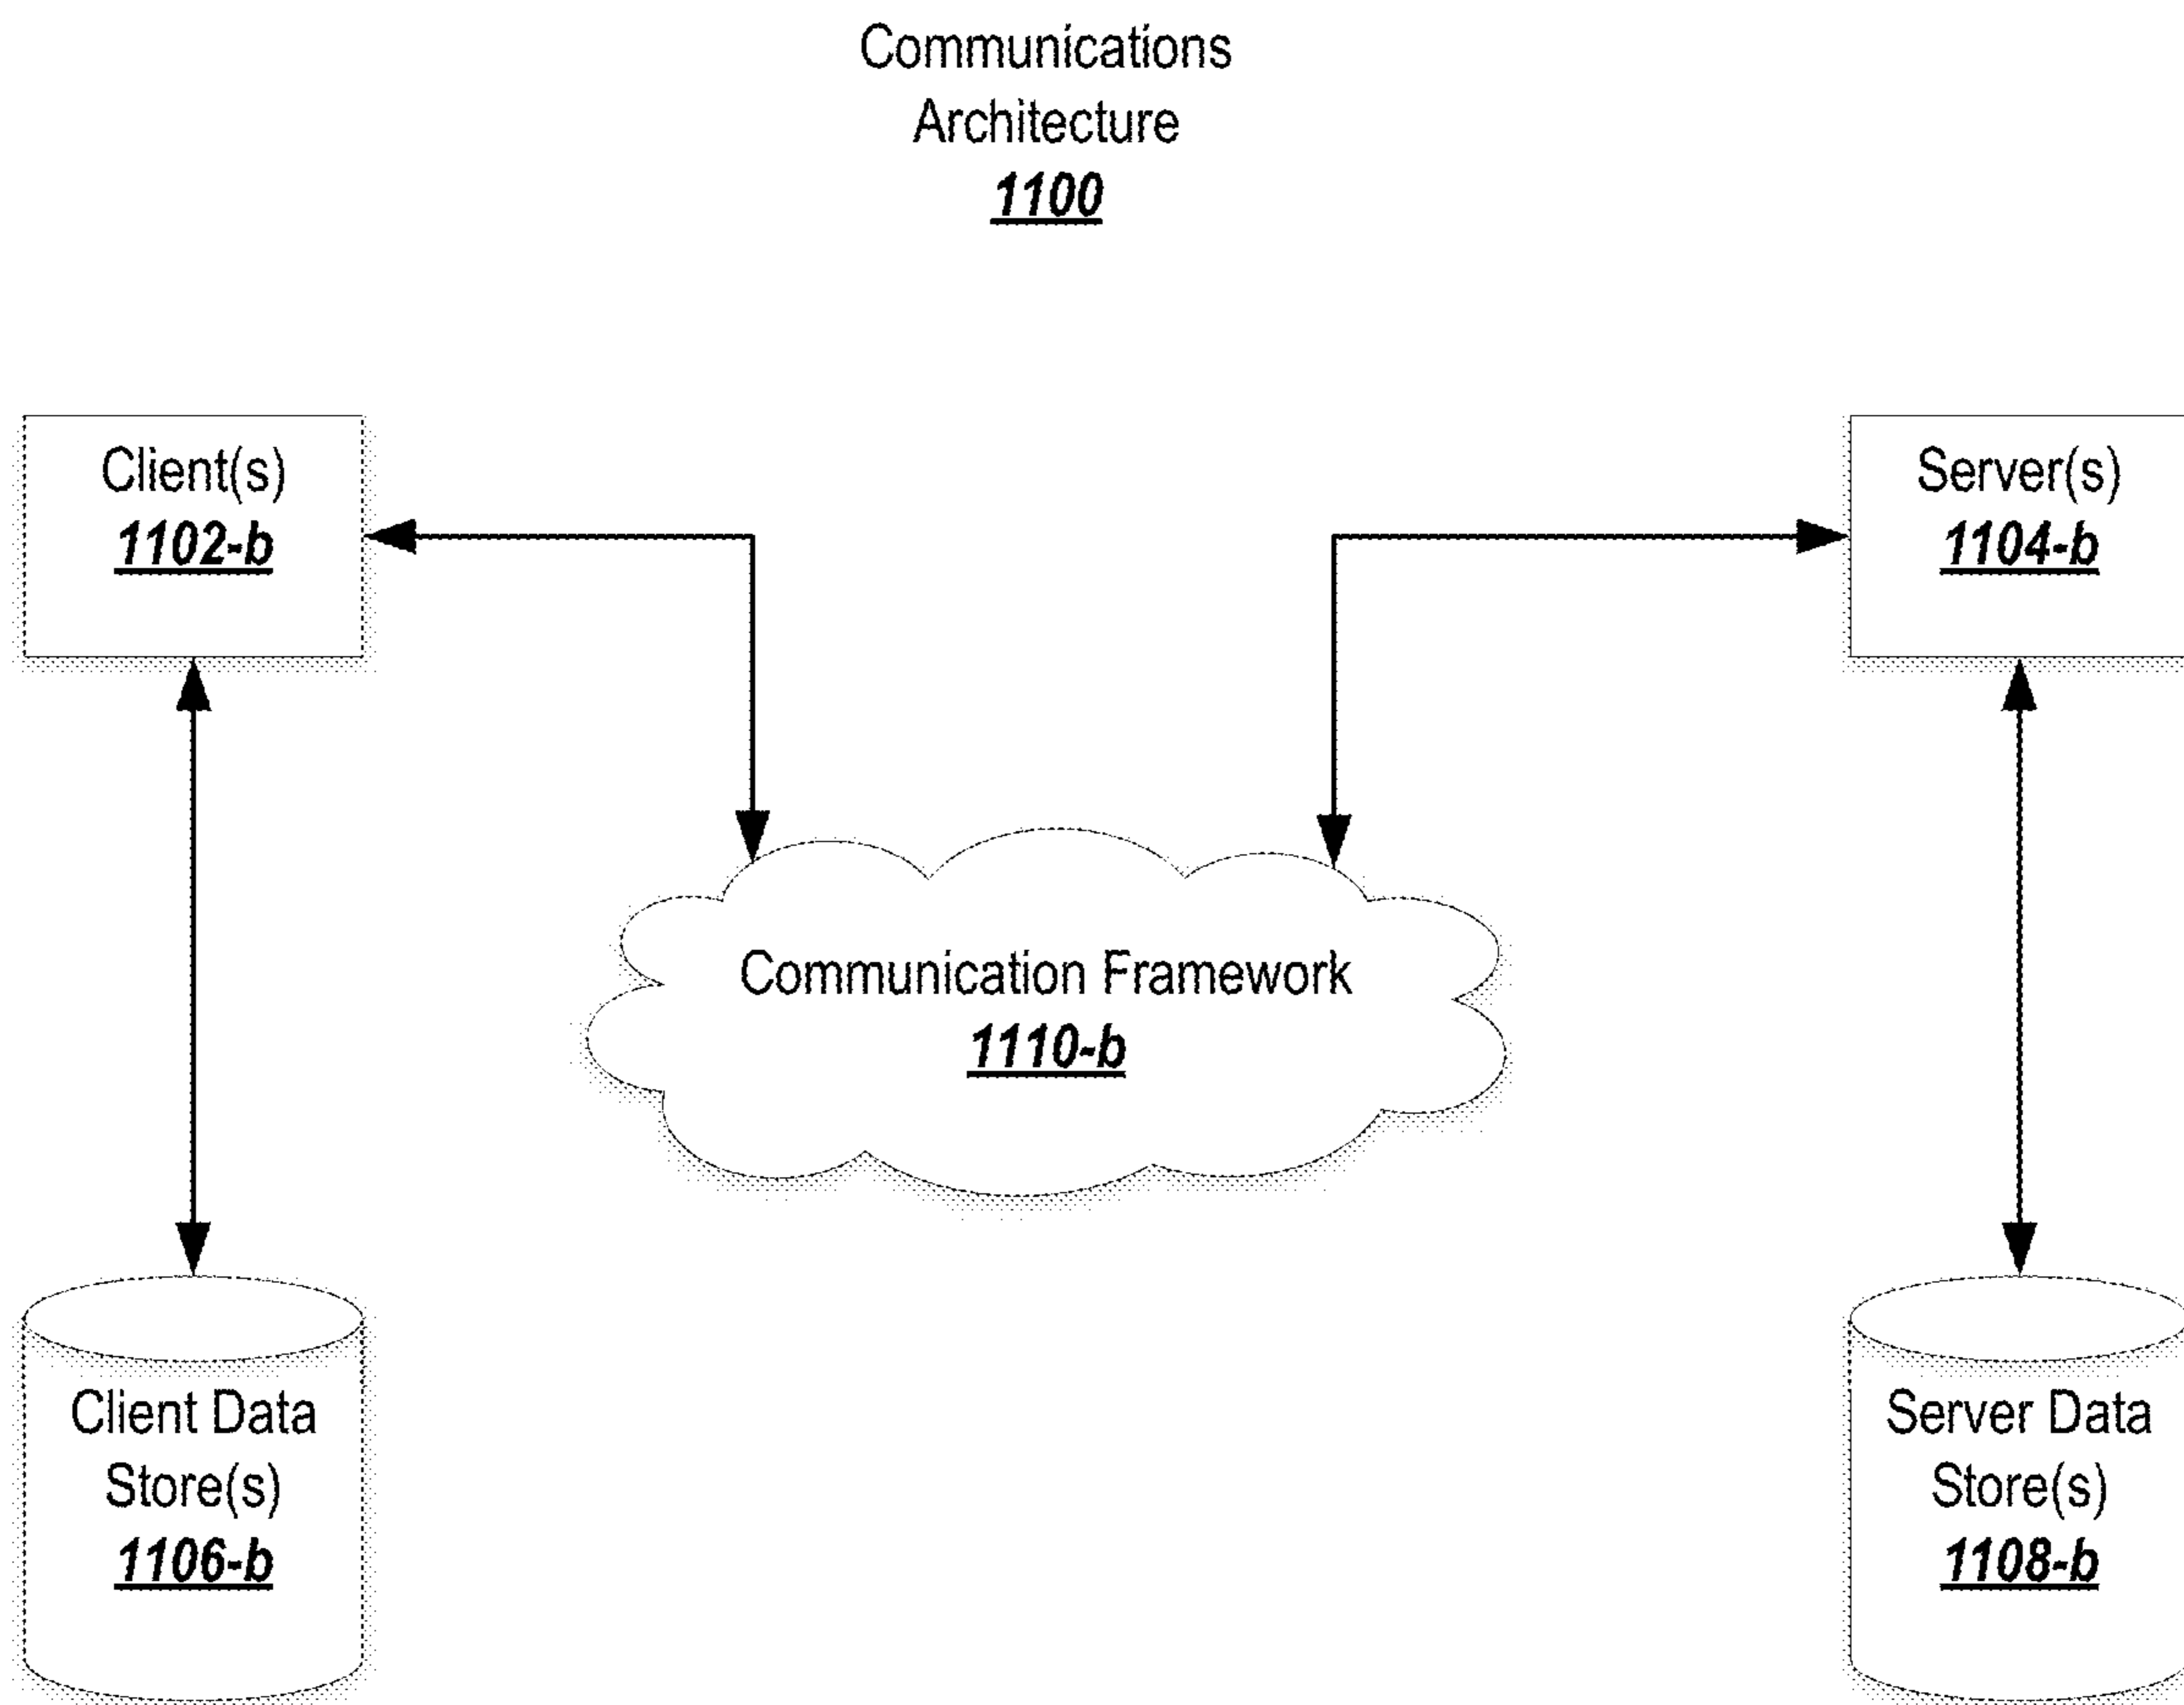 Communications
Architecture
1100
Client(s)
1102-b
Server(s)
1104-b
Communication Framework
1110-b
Client Data
Store(s)
1106-b
Server Data
Store(s)
1108-b